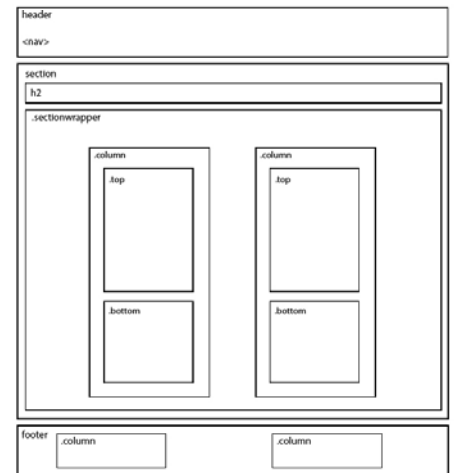 header
<nav>
section
h2
.sectionwrapper
.column
.top
.bottom
.column
.top
.bottom
footer
.column
.column